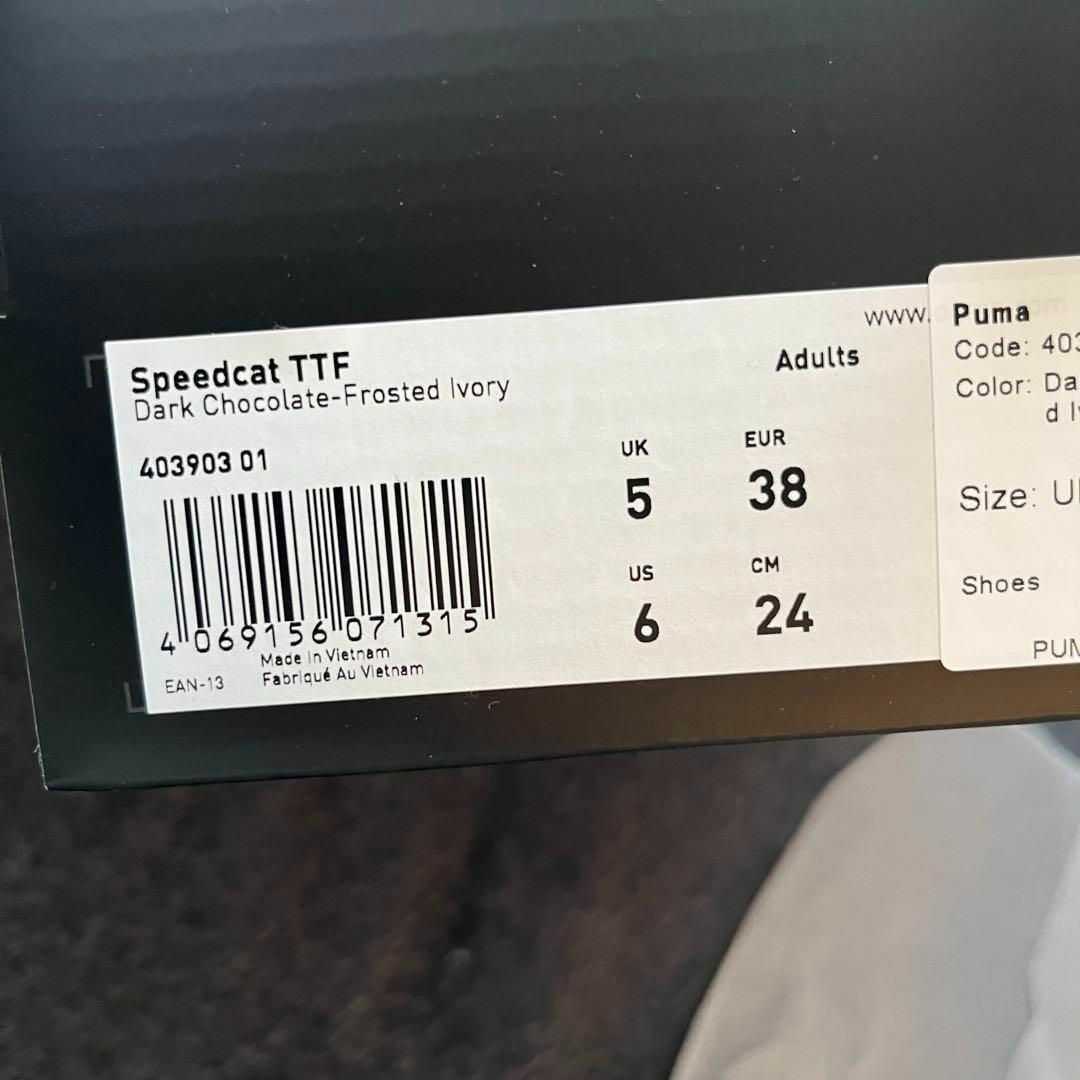 www.
Speedcat TTF
Adults
Dark Chocolate-Frosted Ivory
403903 01
UK
EUR
5
38
US
CM
6
24
4 069156 071315
Made In Vietnam
EAN-13
Fabriqué Au Vietnam
Puma
Code: 403
Color: Da
d I
Size: U
Shoes
PUM